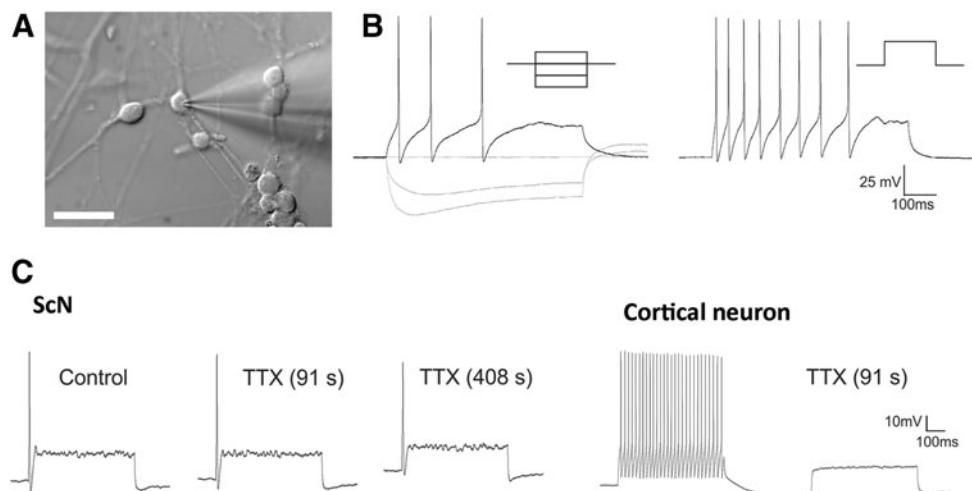 A
B
25 mV
100ms
C
ScN
Cortical neuron
Control
TTX (91 s)
TTX (408 s)
TTX (91 s)
10mV
100ms